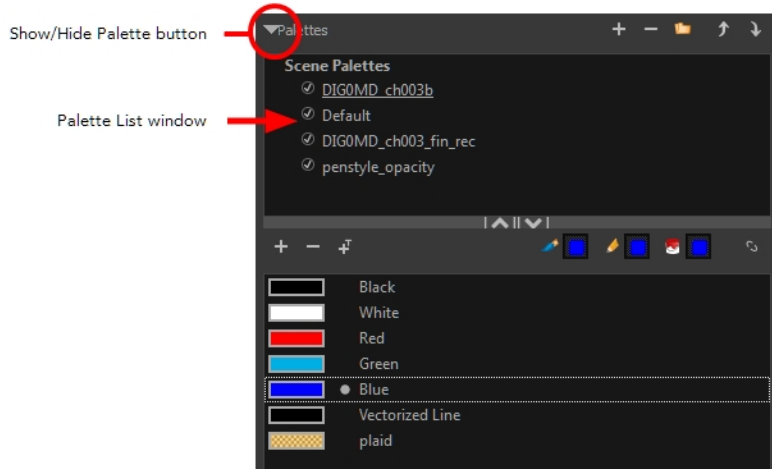 Show/Hide Palette button
Palettes
Scene Palettes
DIG0MD_ch003b
Palette List window
Default
DIG0MD_ch003_fin_rec
penstyle_opacity
Black
White
Red
Green
Blue
Vectorized Line
plaid